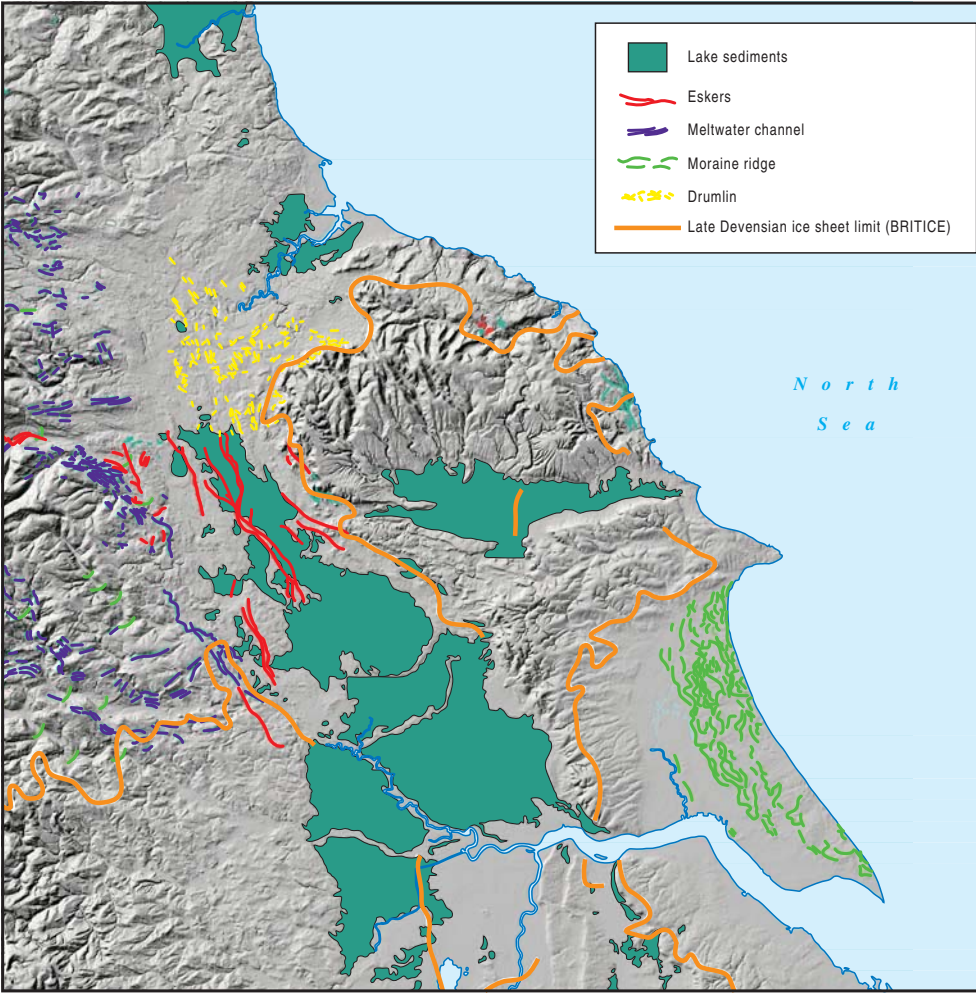 Lake sediments
Eskers
Meltwater channel
Moraine ridge
Drumlin
Late Devensian ice sheet limit (BRITICE)
North
Sea